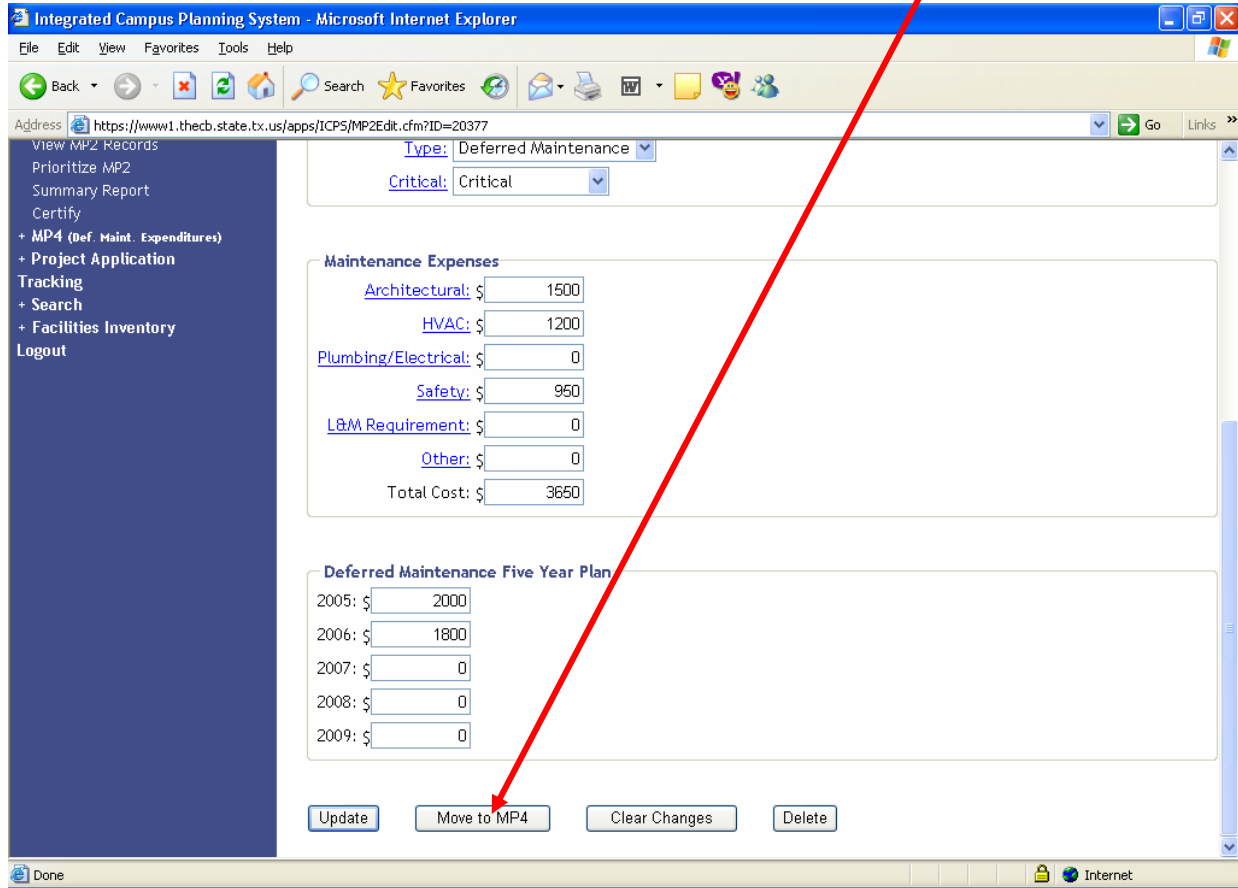 Integrated Campus Planning System - Microsoft Internet Explorer
File Edit View Favorites Tools Help
Back Search Favorites
Address https://www1.thecb.state.tx.us/apps/ICPS/MP2Edit.cfm?ID=20377 Go Links »
View MP2 Records
Prioritize MP2
Summary Report
Certify
+ MP4 (Def. Maint. Expenditures)
+ Project Application
Tracking
+ Search
+ Facilities Inventory
Logout
Type: Deferred Maintenance
Critical: Critical
Maintenance Expenses
Architectural: $ 1500
HVAC: $ 1200
Plumbing/Electrical: $ 0
Safety: $ 950
L&M Requirement: $ 0
Other: $ 0
Total Cost: $ 3650
Deferred Maintenance Five Year Plan
2005: $ 2000
2006: $ 1800
2007: $ 0
2008: $ 0
2009: $ 0
Update Move to MP4 Clear Changes Delete
Done Internet